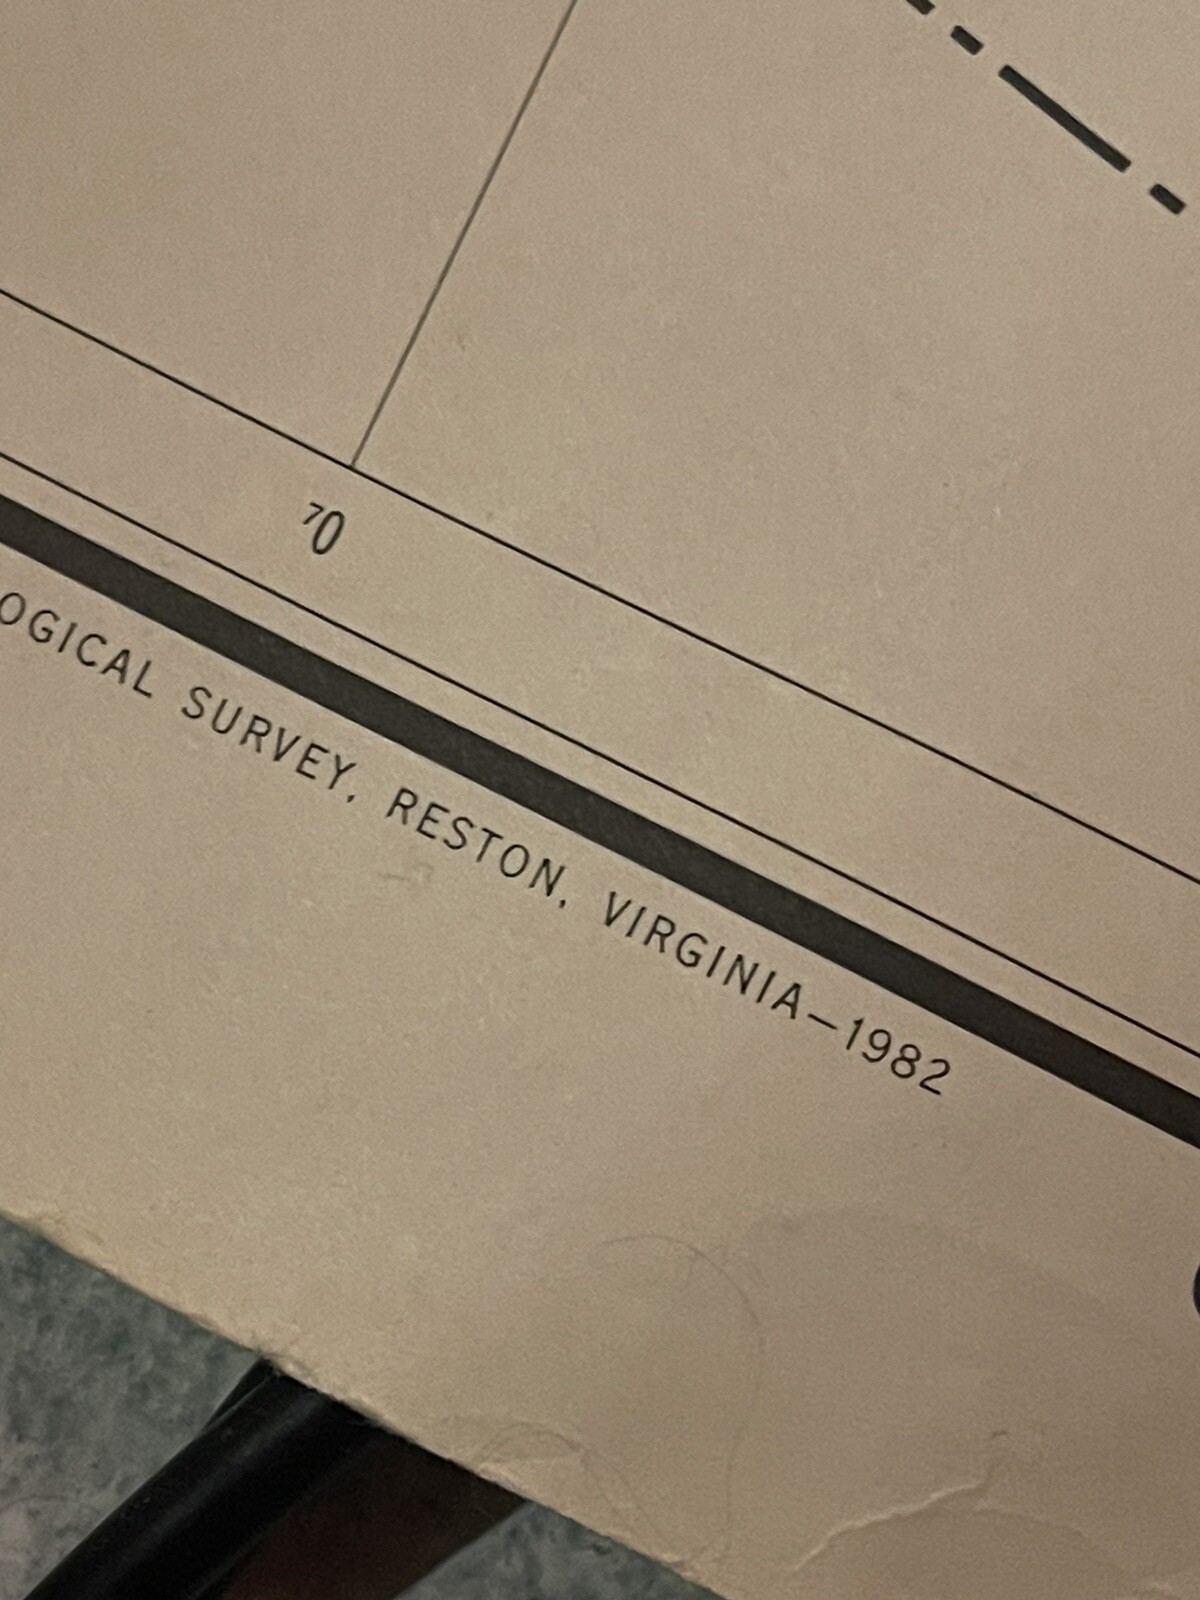 70
OGICAL SURVEY, RESTON, VIRGINIA—1982